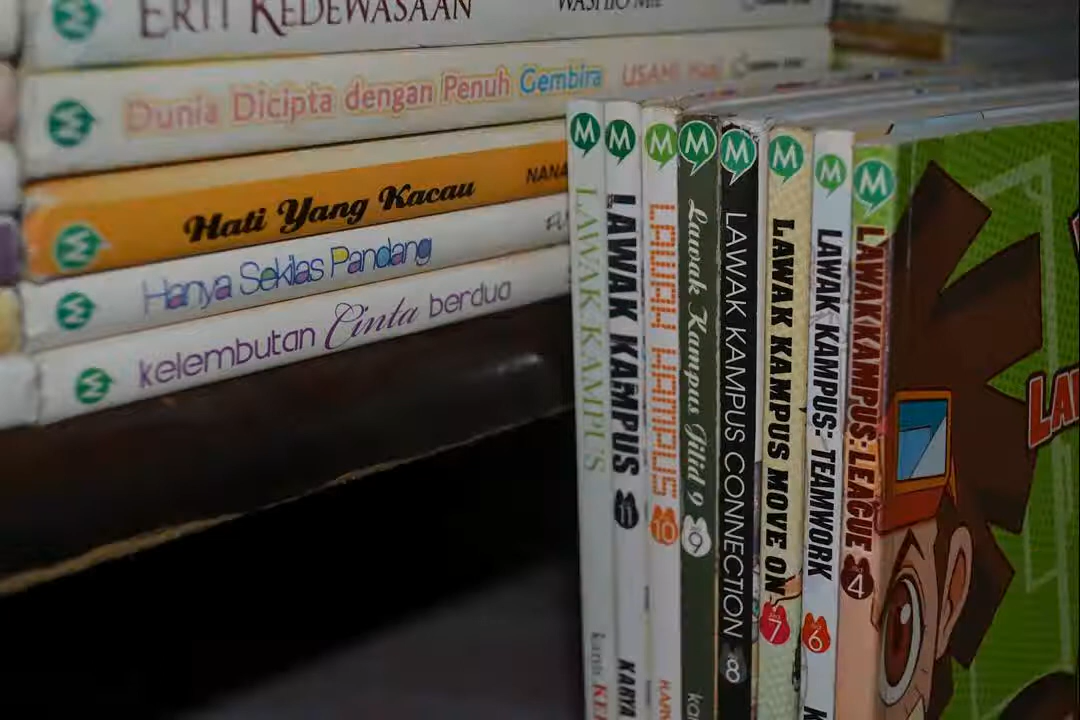 ERTI KEDEWASAAN
Dunia Dicipta dengan Penuh Gembira USAMI Maki
Hati Yang Kacau NANA
Hanya Sekilas Pandang
kelembutan Cinta berdua
LAWAK KAMPUS
LAWAK KAMPUS 11 KARYA
LAWAK KAMPUS 10
Lawak Kampus Jilid 9
LAWAK KAMPUS CONNECTION 8
LAWAK KAMPUS MOVE ON 7
LAWAK KAMPUS: TEAMWORK 6
LAWAK KAMPUS: LEAGUE 4